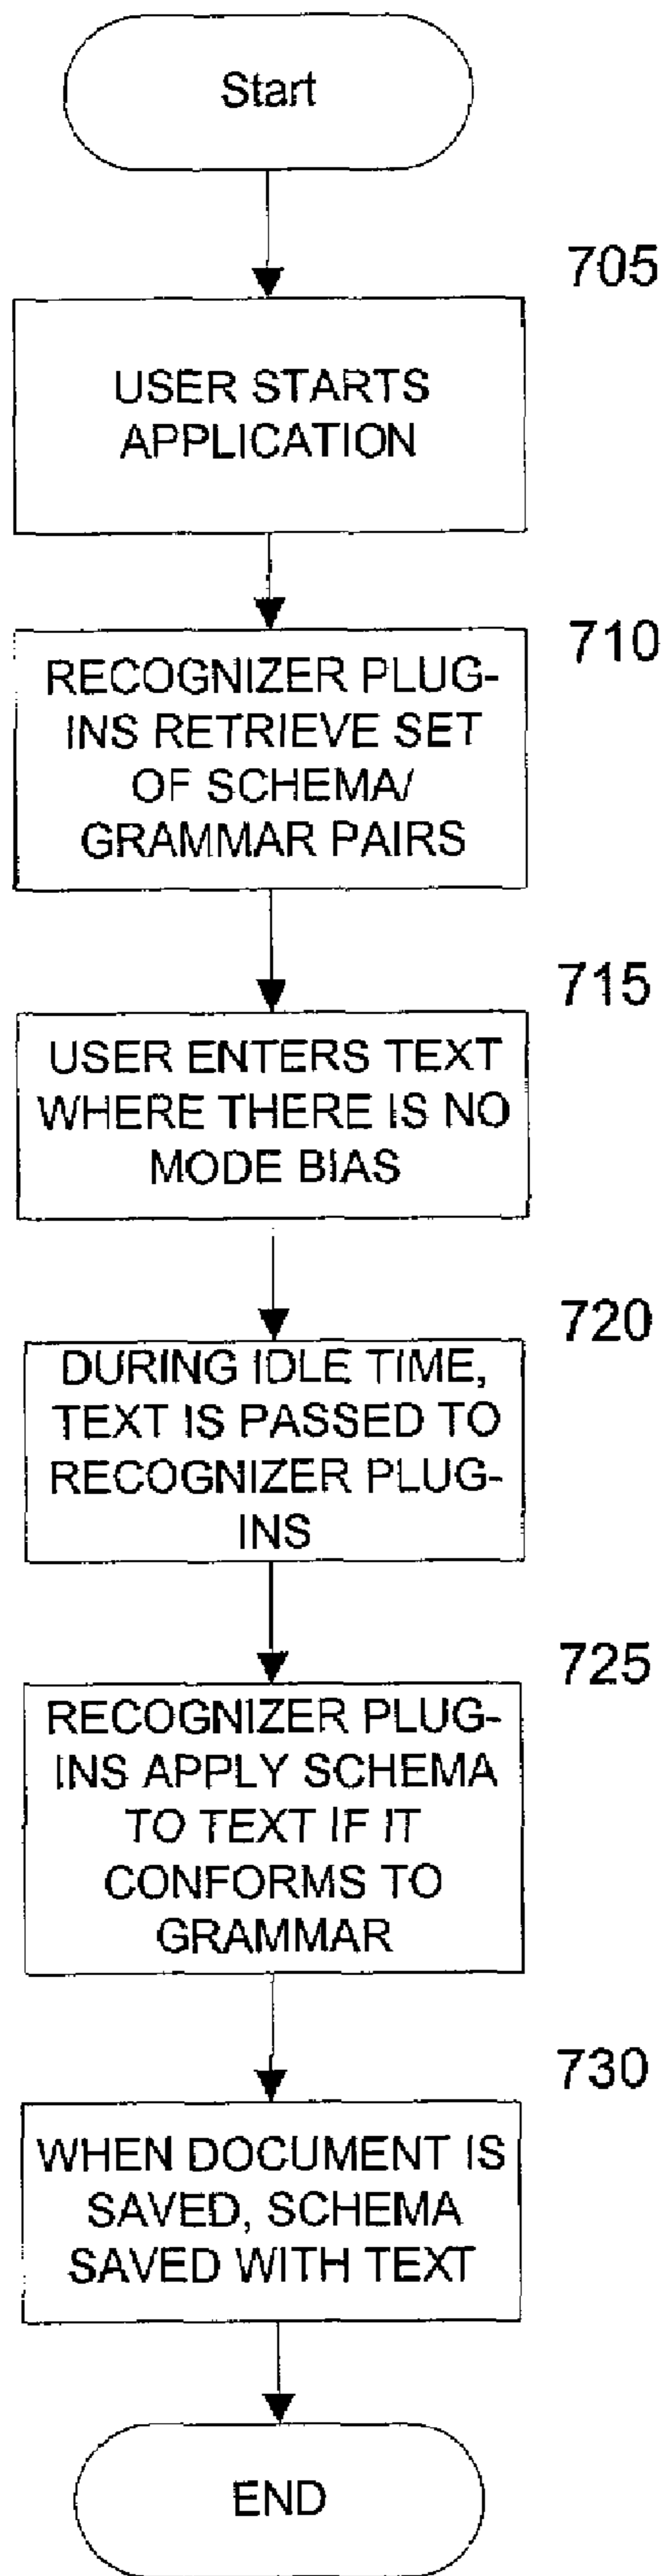 Start
705
USER STARTS
APPLICATION
710
RECOGNIZER PLUG-
INS RETRIEVE SET
OF SCHEMA/
GRAMMAR PAIRS
715
USER ENTERS TEXT
WHERE THERE IS NO
MODE BIAS
720
DURING IDLE TIME,
TEXT IS PASSED TO
RECOGNIZER PLUG-
INS
725
RECOGNIZER PLUG-
INS APPLY SCHEMA
TO TEXT IF IT
CONFORMS TO
GRAMMAR
730
WHEN DOCUMENT IS
SAVED, SCHEMA
SAVED WITH TEXT
END